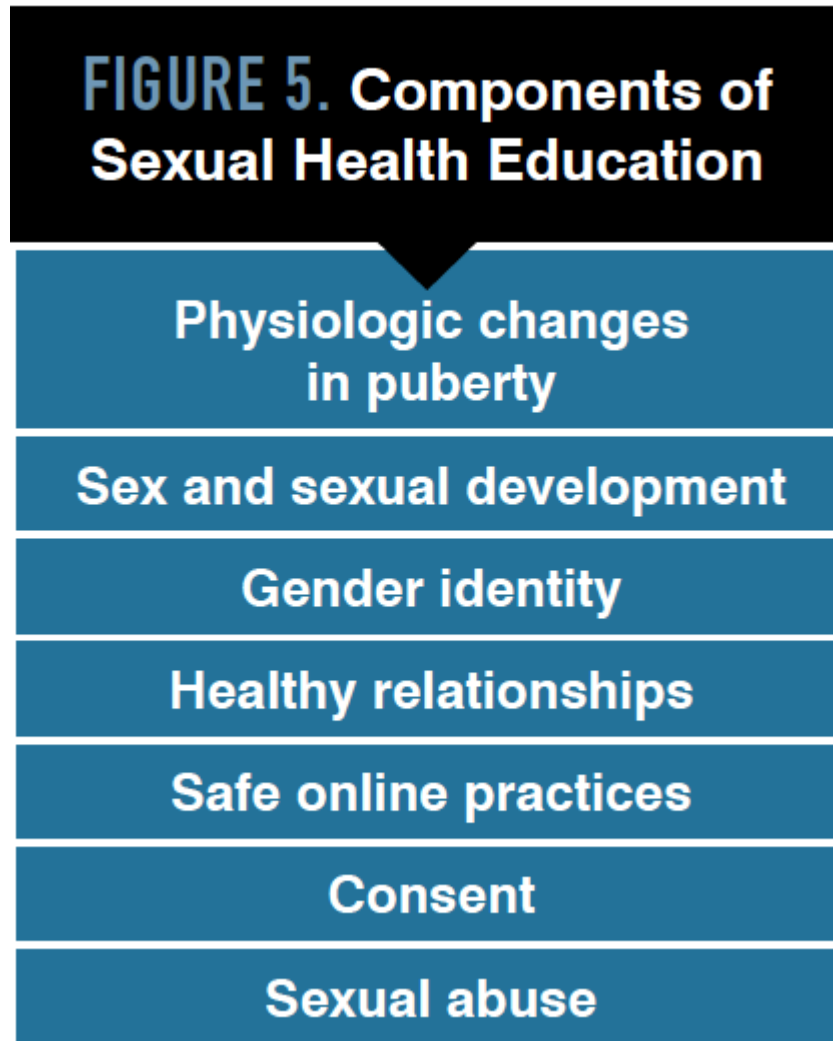 FIGURE 5. Components of
Sexual Health Education
Physiologic changes
in puberty
Sex and sexual development
Gender identity
Healthy relationships
Safe online practices
Consent
Sexual abuse